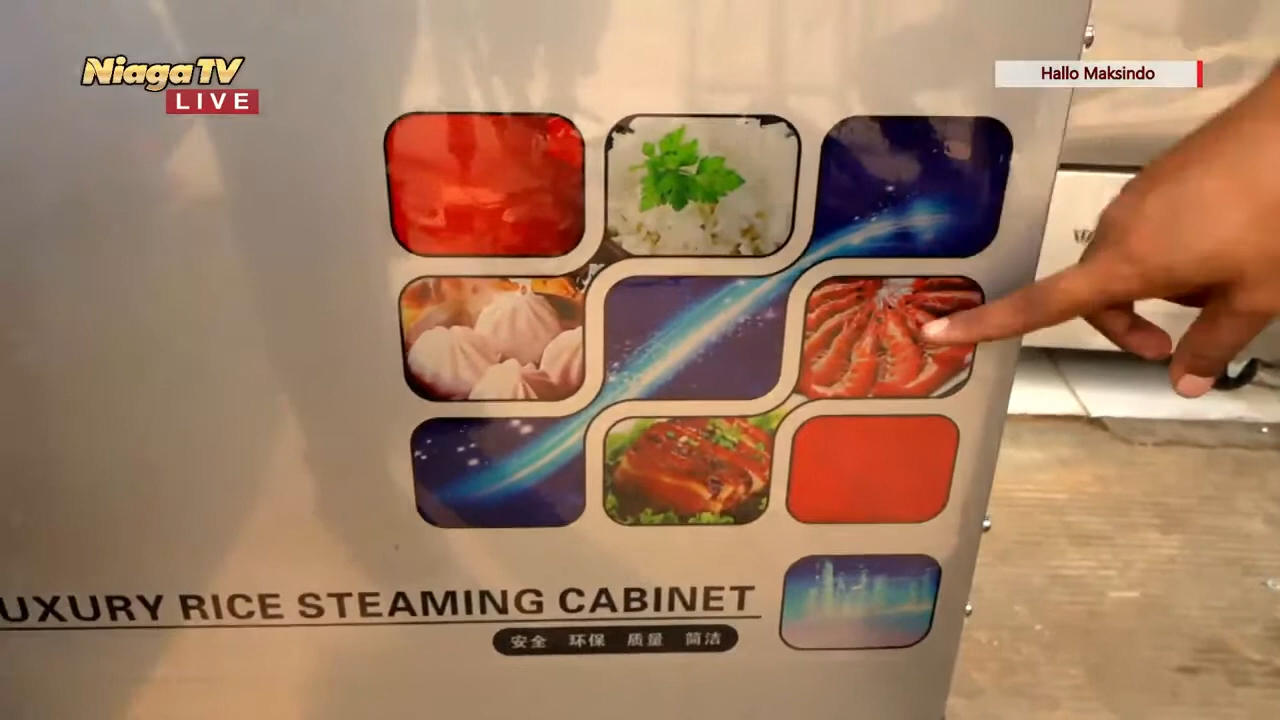 NiagaTV
LIVE
Hallo Maksindo
UXURY RICE STEAMING CABINET
安全 环保 质量 简洁